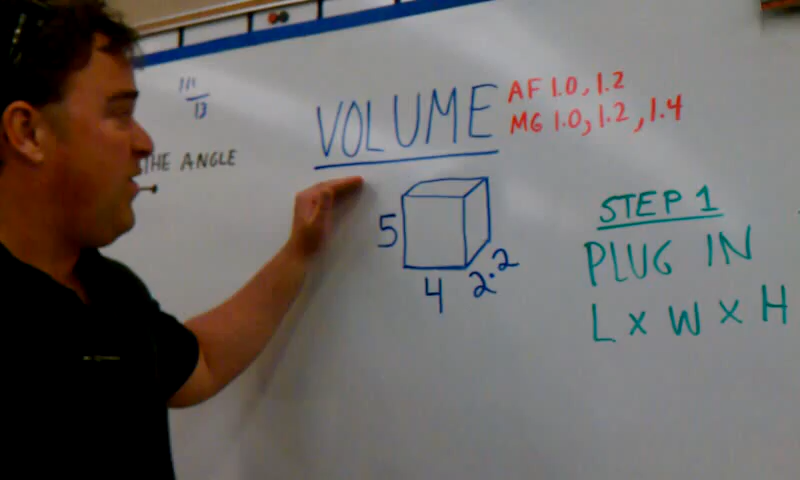 13
THE ANGLE
VOLUME
AF 1.0, 1.2
MG 1.0, 1.2, 1.4
5
4
2.2
STEP 1
PLUG IN
L x W x H